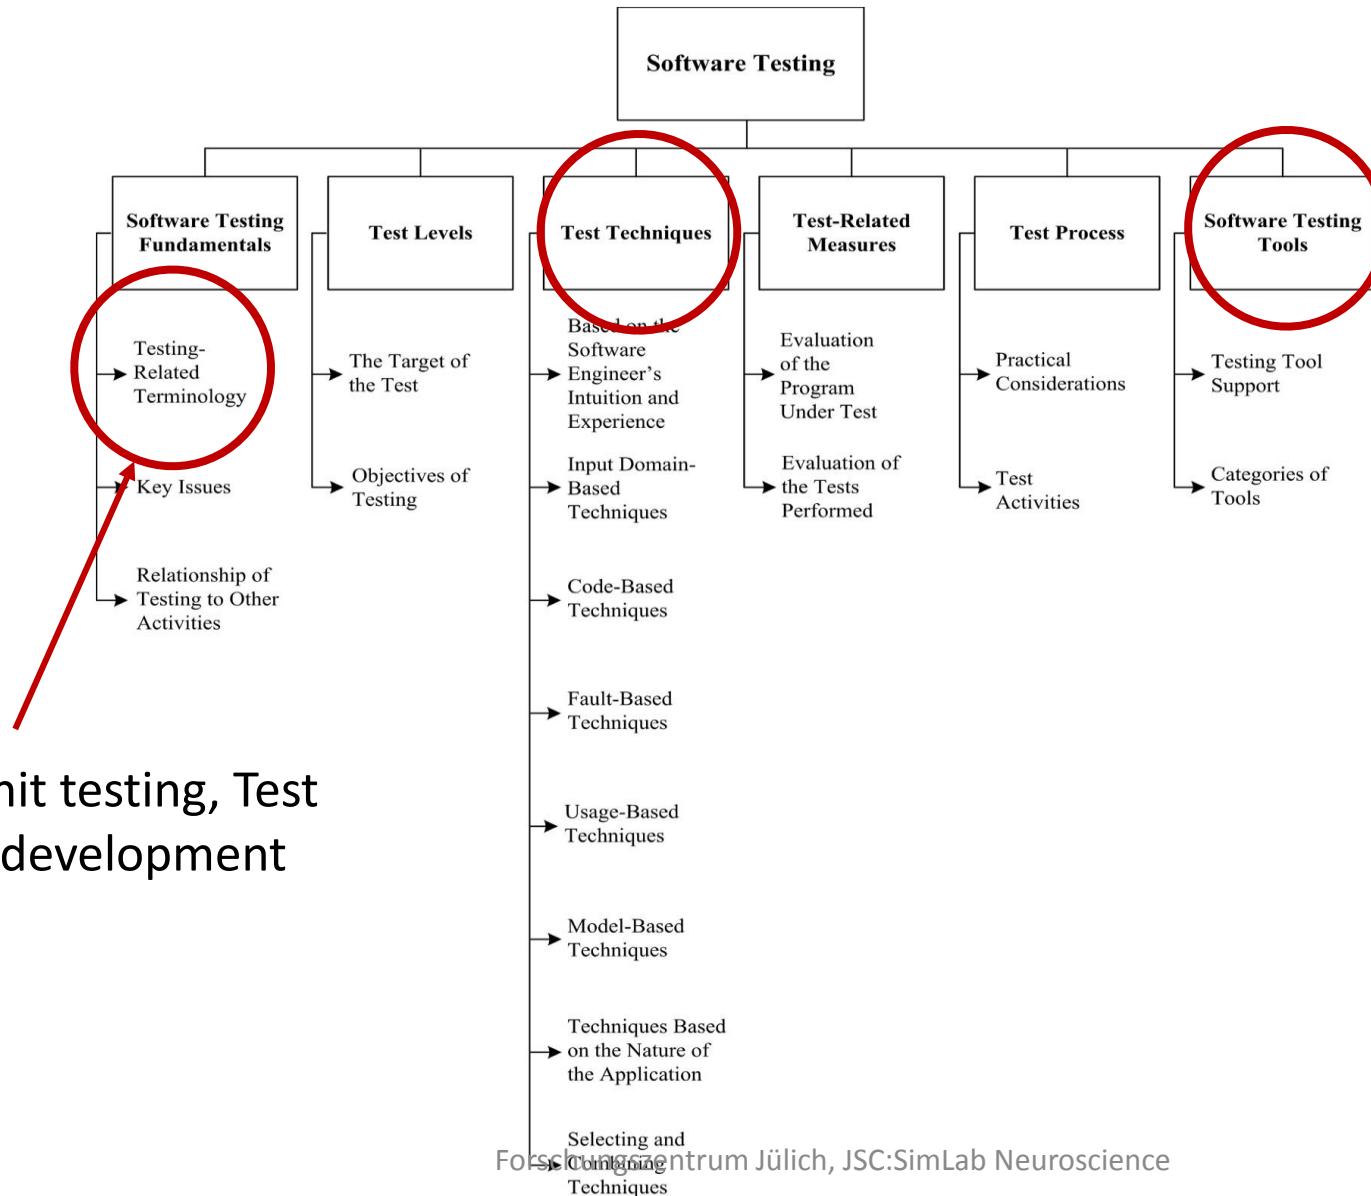 Software Testing
Software Testing
Fundamentals
Testing-
Related
Terminology
Key Issues
Relationship of
Testing to Other
Activities
Test Levels
The Target of
the Test
Objectives of
Testing
Test Techniques
Based on the
Software
Engineer's
Intuition and
Experience
Input Domain-
Based
Techniques
Code-Based
Techniques
Fault-Based
Techniques
Usage-Based
Techniques
Model-Based
Techniques
Techniques Based
on the Nature of
the Application
Selecting and
Combining
Techniques
Test-Related
Measures
Evaluation
of the
Program
Under Test
Evaluation of
the Tests
Performed
Test Process
Practical
Considerations
Test
Activities
Software Testing
Tools
Testing Tool
Support
Categories of
Tools
nit testing, Test
development
Forschungszentrum Jülich, JSC:SimLab Neuroscience